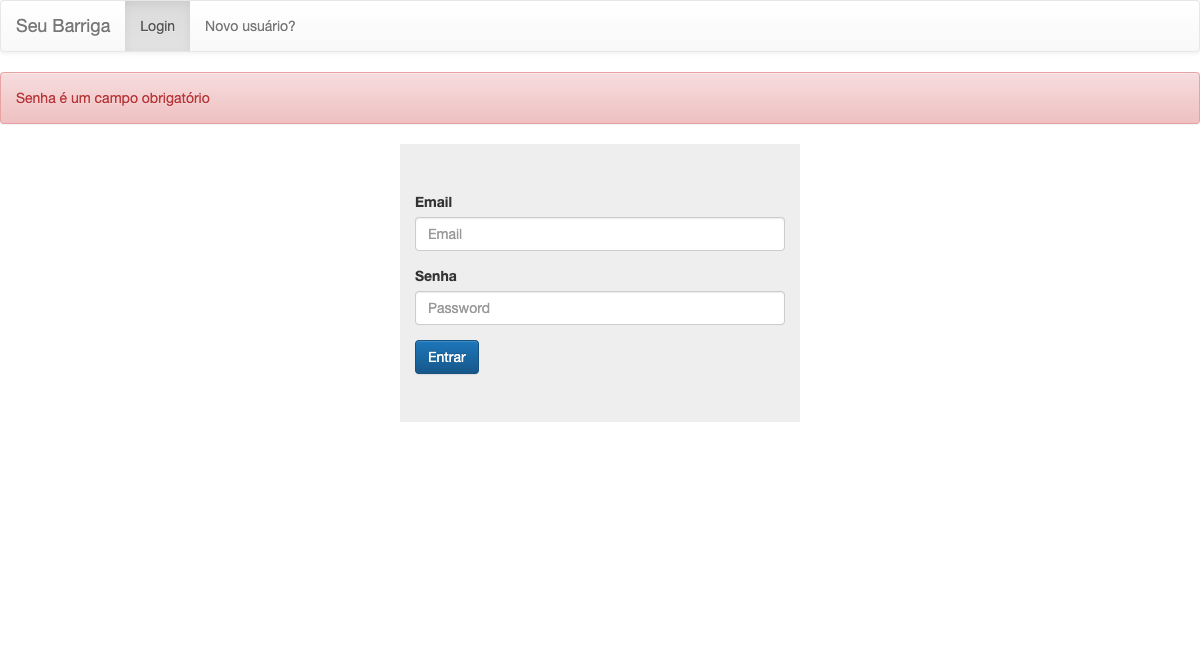 Seu Barriga Login Novo usuário?
Senha é um campo obrigatório
Email
Email
Senha
Password
Entrar